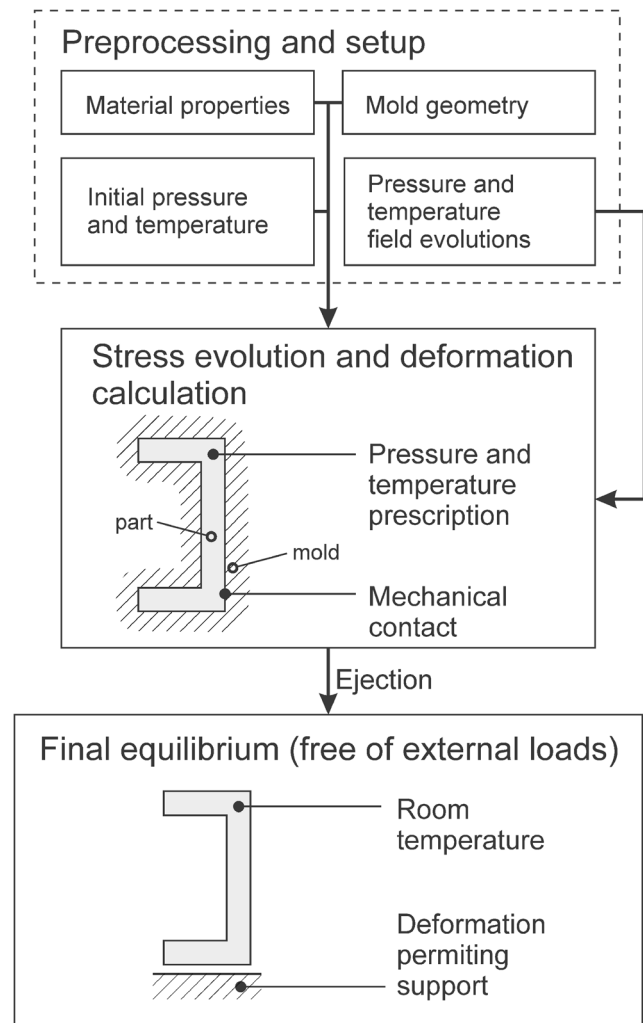 Preprocessing and setup
Material properties
Mold geometry
Initial pressure
and temperature
Pressure and
temperature
field evolutions
Stress evolution and deformation
calculation
Pressure and
temperature
prescription
part
mold
Mechanical
contact
Ejection
Final equilibrium (free of external loads)
Room
temperature
Deformation
permiting
support